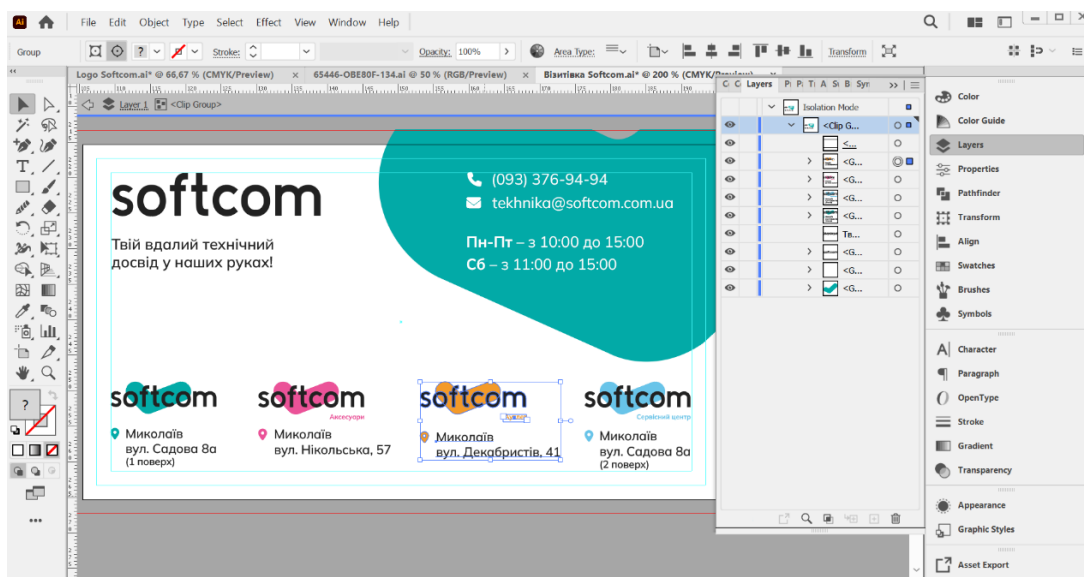 Ai
File Edit Object Type Select Effect View Window Help
Group
?
Stroke:
Opacity: 100%
Area Type:
Transform
Logo Softcom.ai* @ 66,67 % (CMYK/Preview) ×
65446-OBE80F-134.ai @ 50 % (RGB/Preview) ×
Візитівка Softcom.ai* @ 200 %
Layer 1 <Clip Group>
softcom
Твій вдалий технічний
досвід у наших руках!
(093) 376-94-94
tekhnika@softcom.com.ua
Пн-Пт – з 10:00 до 15:00
Сб – з 11:00 до 15:00
softcom
Миколаїв
вул. Садова 8а
(1 поверх)
softcom
Аксесуари
Миколаїв
вул. Нікольська, 57
softcom
Миколаїв
вул. Декабристів, 41
softcom
Сервісний центр
Миколаїв
вул. Садова 8а
(2 поверх)
Layers
Isolation Mode
<Clip G...
<...
<G...
<G...
<G...
<G...
Тв...
<G...
<G...
<G...
Color
Color Guide
Layers
Properties
Pathfinder
Transform
Align
Swatches
Brushes
Symbols
Character
Paragraph
OpenType
Stroke
Gradient
Transparency
Appearance
Graphic Styles
Asset Export